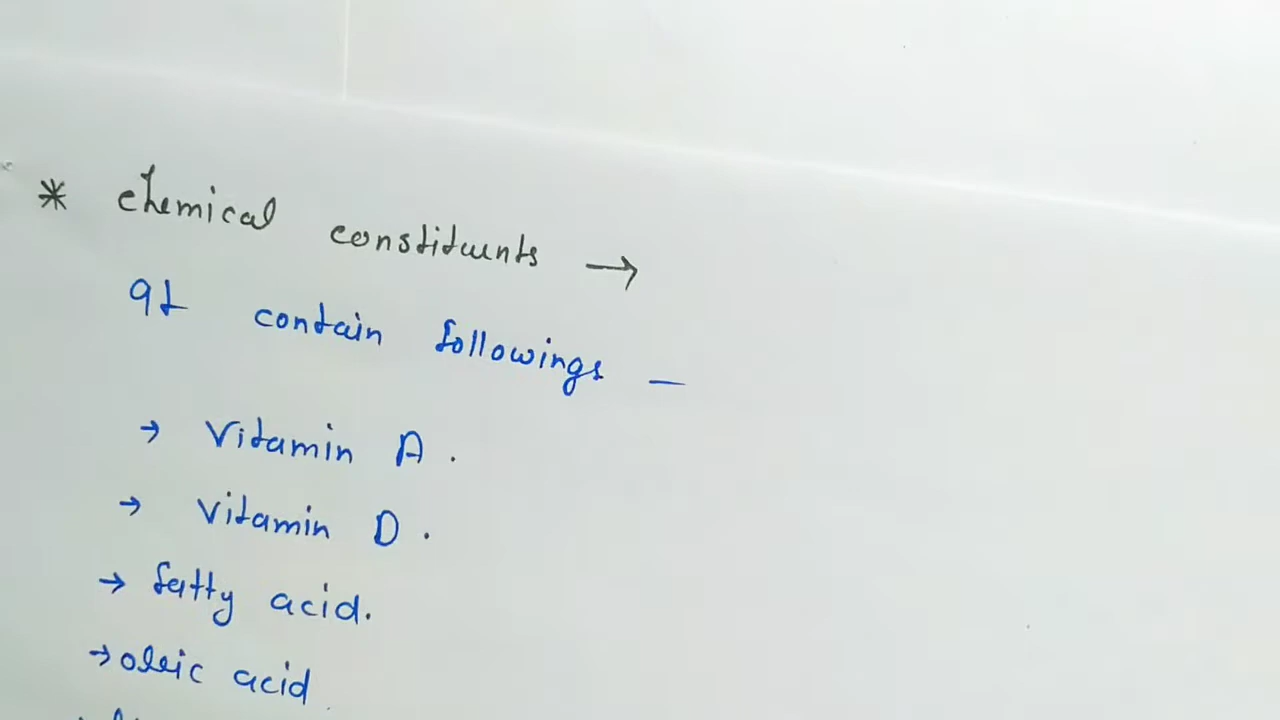 * chemical constituents →
It contain followings —
→ Vitamin A.
→ Vitamin D.
→ fatty acid.
→ oleic acid